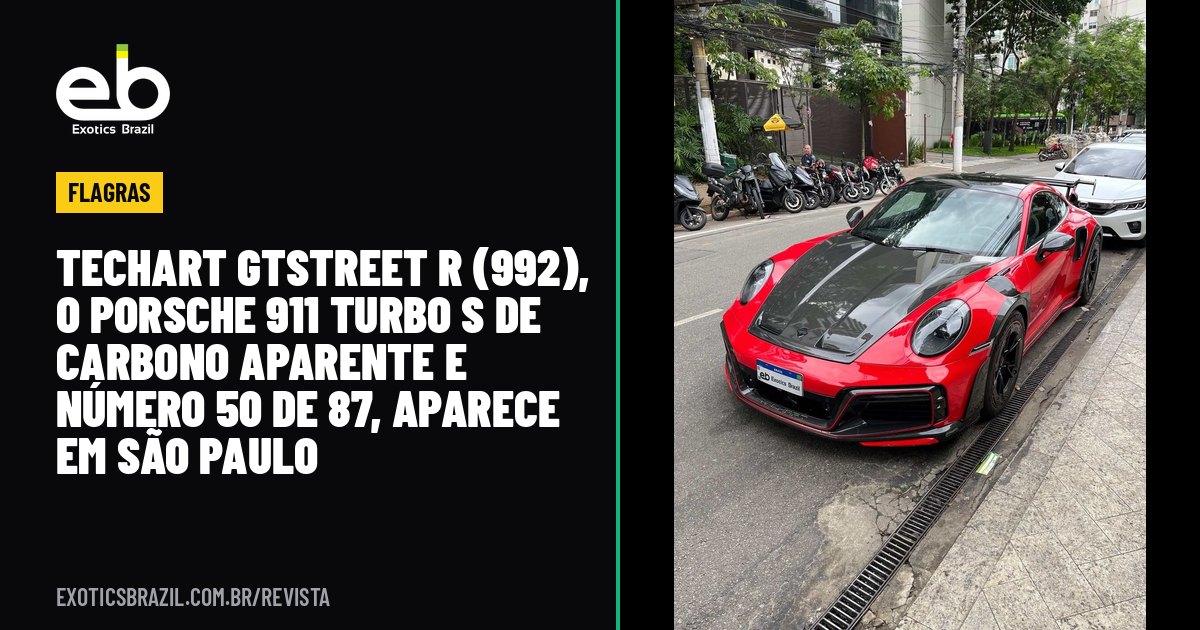 eb
Exotics Brazil
FLAGRAS
TECHART GTSTREET R (992),
O PORSCHE 911 TURBO S DE
CARBONO APARENTE E
NÚMERO 50 DE 87, APARECE
EM SÃO PAULO
EXOTICSBRAZIL.COM.BR/REVISTA
eb Exotics Brazil